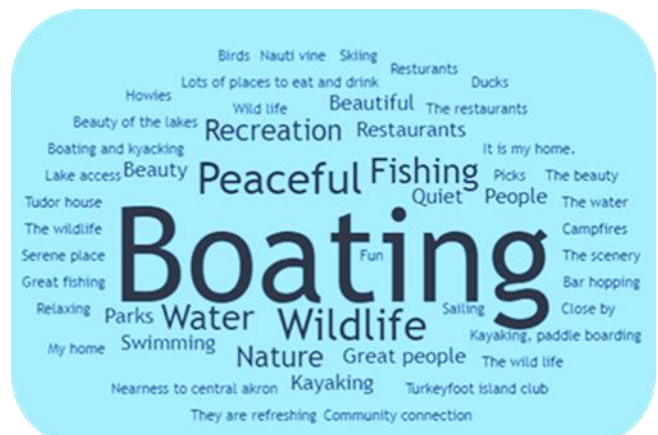 Birds Nauti vine Skiing
Resturants
Lots of places to eat and drink Ducks
Howies
Wild life Beautiful The restaurants
Beauty of the lakes Recreation Restaurants
Boating and kyacking It is my home.
Lake access Beauty Peaceful Fishing Picks The beauty
Tudor house Quiet People The water
The wildlife Boating Campfires
Serene place Fun The scenery
Great fishing Bar hopping
Relaxing Parks Water Wildlife Sailing Close by
My home Swimming Kayaking, paddle boarding
Nature Great people The wild life
Nearness to central akron Kayaking Turkeyfoot island club
They are refreshing Community connection